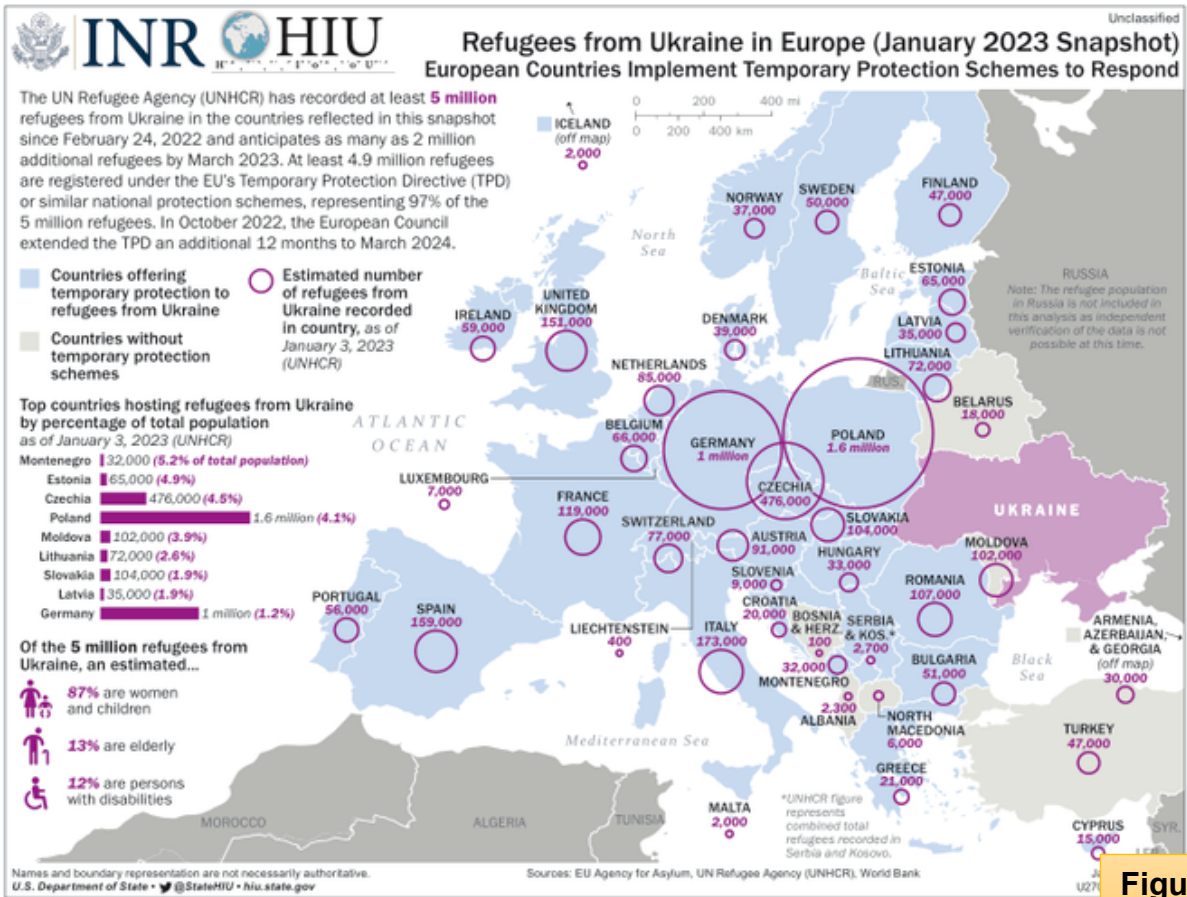 Unclassified
INR HIU
Refugees from Ukraine in Europe (January 2023 Snapshot)
European Countries Implement Temporary Protection Schemes to Respond
The UN Refugee Agency (UNHCR) has recorded at least 5 million
refugees from Ukraine in the countries reflected in this snapshot
since February 24, 2022 and anticipates as many as 2 million
additional refugees by March 2023. At least 4.9 million refugees
are registered under the EU's Temporary Protection Directive (TPD)
or similar national protection schemes, representing 97% of the
5 million refugees. In October 2022, the European Council
extended the TPD an additional 12 months to March 2024.
Countries offering
temporary protection to
refugees from Ukraine
Countries without
temporary protection
schemes
Estimated number
of refugees from
Ukraine recorded
in country, as of
January 3, 2023
(UNHCR)
Top countries hosting refugees from Ukraine
by percentage of total population
as of January 3, 2023 (UNHCR)
Montenegro 32,000 (5.2% of total population)
Estonia 65,000 (4.9%)
Czechia 476,000 (4.5%)
Poland 1.6 million (4.1%)
Moldova 102,000 (3.9%)
Lithuania 72,000 (2.6%)
Slovakia 104,000 (1.9%)
Latvia 35,000 (1.9%)
Germany 1 million (1.2%)
Of the 5 million refugees from
Ukraine, an estimated...
87% are women
and children
13% are elderly
12% are persons
with disabilities
0 200 400 mi
0 200 400 km
ICELAND
(off map)
2,000
NORWAY
37,000
SWEDEN
50,000
FINLAND
47,000
North
Sea
Baltic
Sea
ESTONIA
65,000
RUSSIA
Note: The refugee population
in Russia is not included in
this analysis as independent
verification of the data is not
possible at this time.
IRELAND
59,000
UNITED
KINGDOM
151,000
DENMARK
39,000
LATVIA
35,000
LITHUANIA
72,000
RUS.
BELARUS
18,000
NETHERLANDS
85,000
BELGIUM
66,000
ATLANTIC
OCEAN
GERMANY
1 million
POLAND
1.6 million
LUXEMBOURG
7,000
CZECHIA
476,000
UKRAINE
FRANCE
119,000
SWITZERLAND
77,000
AUSTRIA
91,000
SLOVAKIA
104,000
HUNGARY
33,000
MOLDOVA
102,000
SLOVENIA
9,000
CROATIA
20,000
ROMANIA
107,000
PORTUGAL
56,000
SPAIN
159,000
LIECHTENSTEIN
400
ITALY
173,000
BOSNIA
& HERZ.
100
SERBIA
& KOS.*
2,700
32,000
MONTENEGRO
BULGARIA
51,000
Black
Sea
ARMENIA,
AZERBAIJAN,
& GEORGIA
(off map)
30,000
2,300
ALBANIA
NORTH
MACEDONIA
6,000
TURKEY
47,000
Mediterranean Sea
GREECE
21,000
MALTA
2,000
*UNHCR figure
represents
combined total
refugees recorded in
Serbia and Kosovo.
CYPRUS
15,000
SYR.
MOROCCO
ALGERIA
TUNISIA
Names and boundary representation are not necessarily authoritative.
U.S. Department of State • @StateHIU • hiu.state.gov
Sources: EU Agency for Asylum, UN Refugee Agency (UNHCR), World Bank
Figu